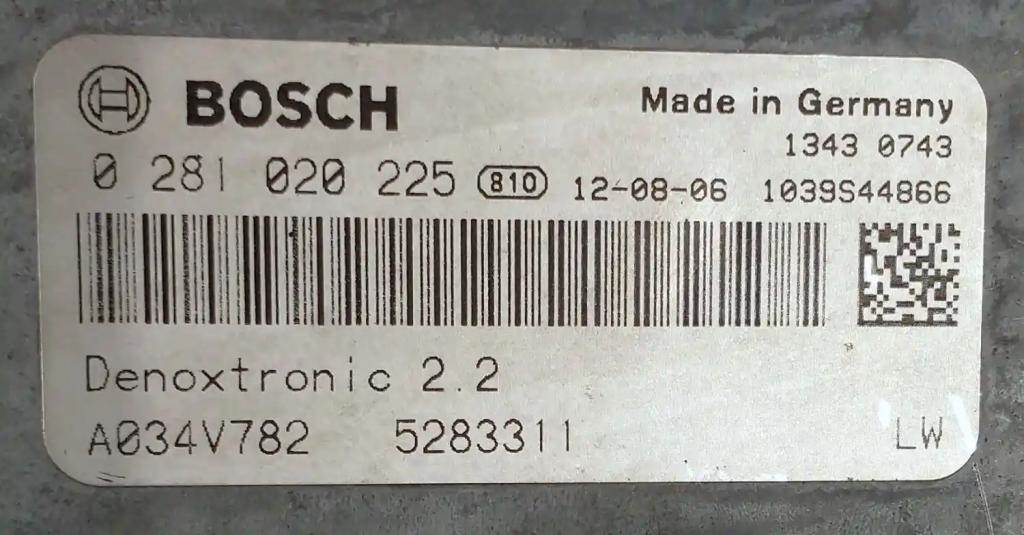 BOSCH Made in Germany
1343 0743
0 281 020 225 810 12-08-06 1039S44866
Denoxtronic 2.2
A034V782 5283311 LW